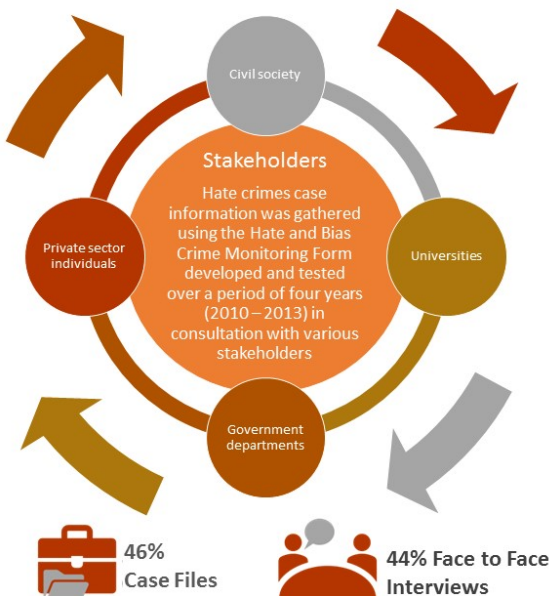 Civil society
Stakeholders
Hate crimes case
information was gathered
using the Hate and Bias
Crime Monitoring Form
developed and tested
over a period of four years
(2010 – 2013) in
consultation with various
stakeholders
Private sector
individuals
Universities
Government
departments
46%
Case Files
44% Face to Face
Interviews